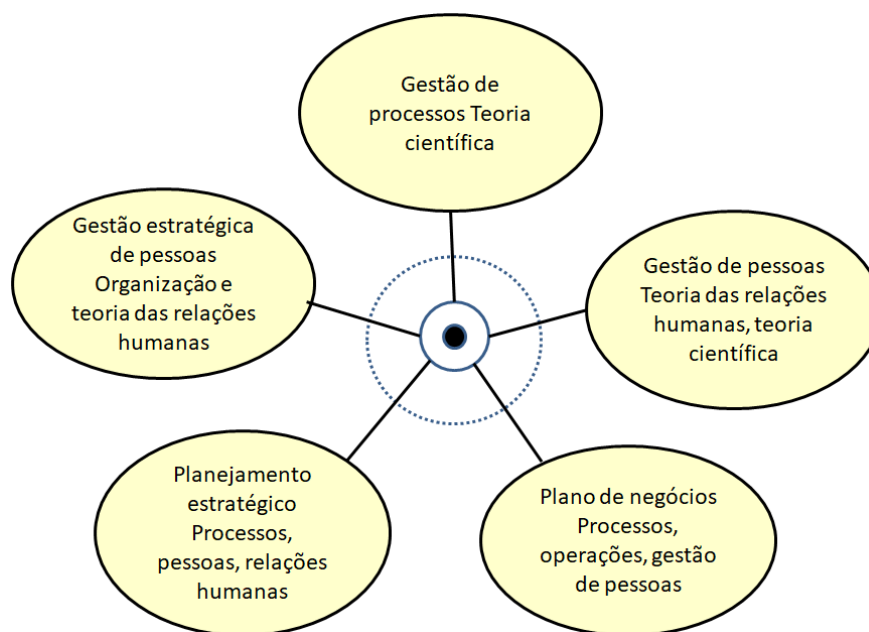 Gestão de
processos Teoria
científica
Gestão estratégica
de pessoas
Organização e
teoria das relações
humanas
Gestão de pessoas
Teoria das relações
humanas, teoria
científica
Planejamento
estratégico
Processos,
pessoas, relações
humanas
Plano de negócios
Processos,
operações, gestão
de pessoas